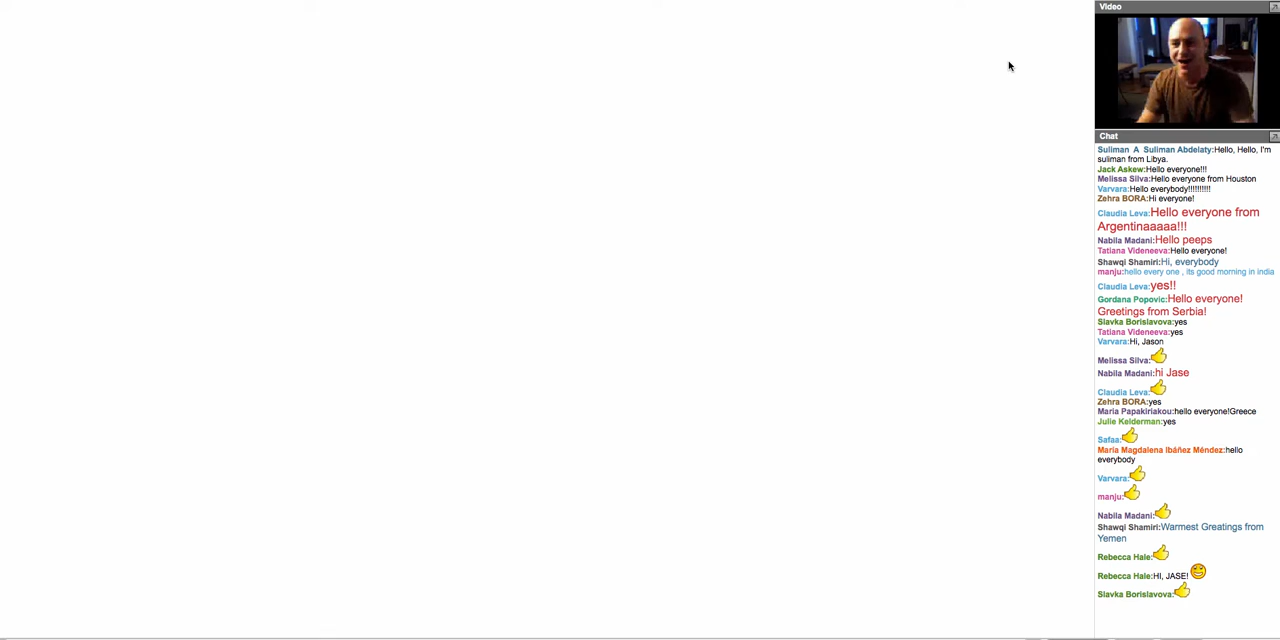 Video
Chat
Suliman A Suliman Abdelaty:Hello, Hello, I'm
suliman from Libya.
Jack Askew:Hello everyone!!!
Melissa Silva:Hello everyone from Houston
Varvara:Hello everybody!!!!!!!!!!
Zehra BORA:Hi everyone!
Claudia Leva:Hello everyone from
Argentinaaaaa!!!
Nabila Madani:Hello peeps
Tatiana Videneeva:Hello everyone!
Shawqi Shamiri:Hi, everybody
manju:hello every one , its good morning in india
Claudia Leva:yes!!
Gordana Popovic:Hello everyone!
Greetings from Serbia!
Slavka Borislavova:yes
Tatiana Videneeva:yes
Varvara:Hi, Jason
Melissa Silva:
Nabila Madani:hi Jase
Claudia Leva:
Zehra BORA:yes
Maria Papakiriakou:hello everyone!Greece
Julie Kelderman:yes
Safaa:
María Magdalena Ibáñez Méndez:hello
everybody
Varvara:
manju:
Nabila Madani:
Shawqi Shamiri:Warmest Greatings from
Yemen
Rebecca Hale:
Rebecca Hale:HI, JASE!
Slavka Borislavova: